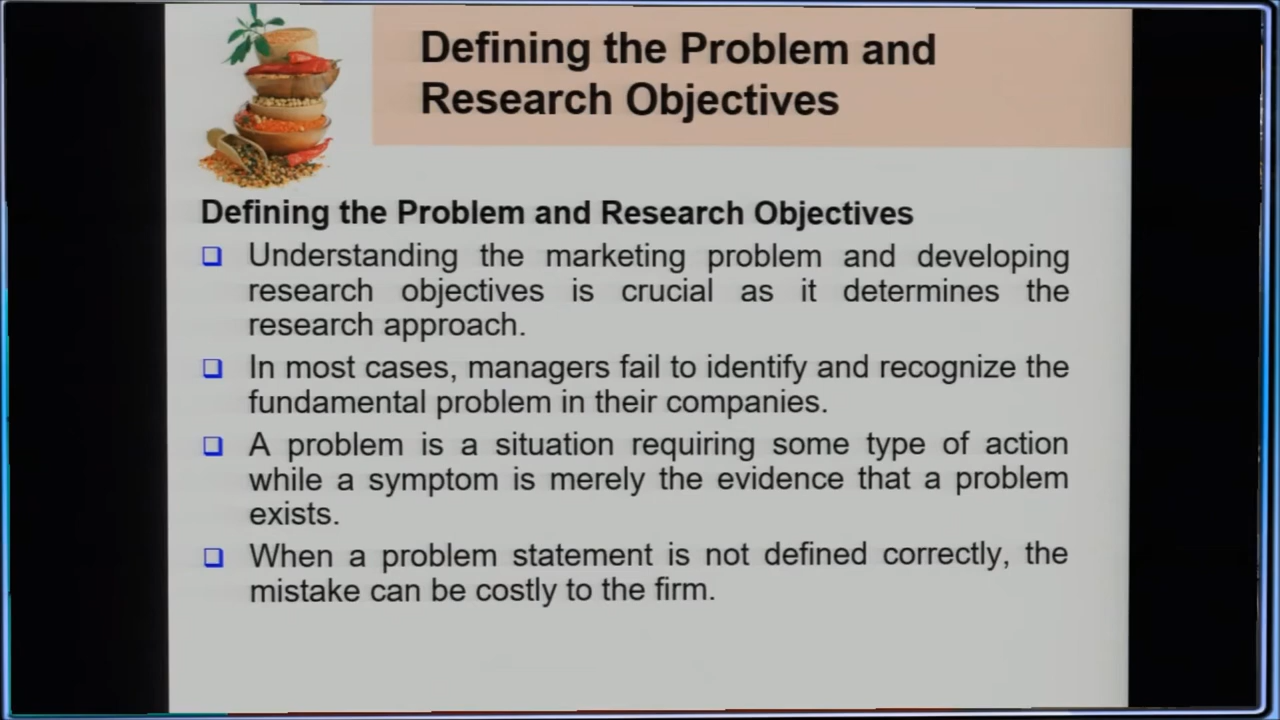 Defining the Problem and
Research Objectives
Defining the Problem and Research Objectives
❑ Understanding the marketing problem and developing
research objectives is crucial as it determines the
research approach.
❑ In most cases, managers fail to identify and recognize the
fundamental problem in their companies.
❑ A problem is a situation requiring some type of action
while a symptom is merely the evidence that a problem
exists.
❑ When a problem statement is not defined correctly, the
mistake can be costly to the firm.